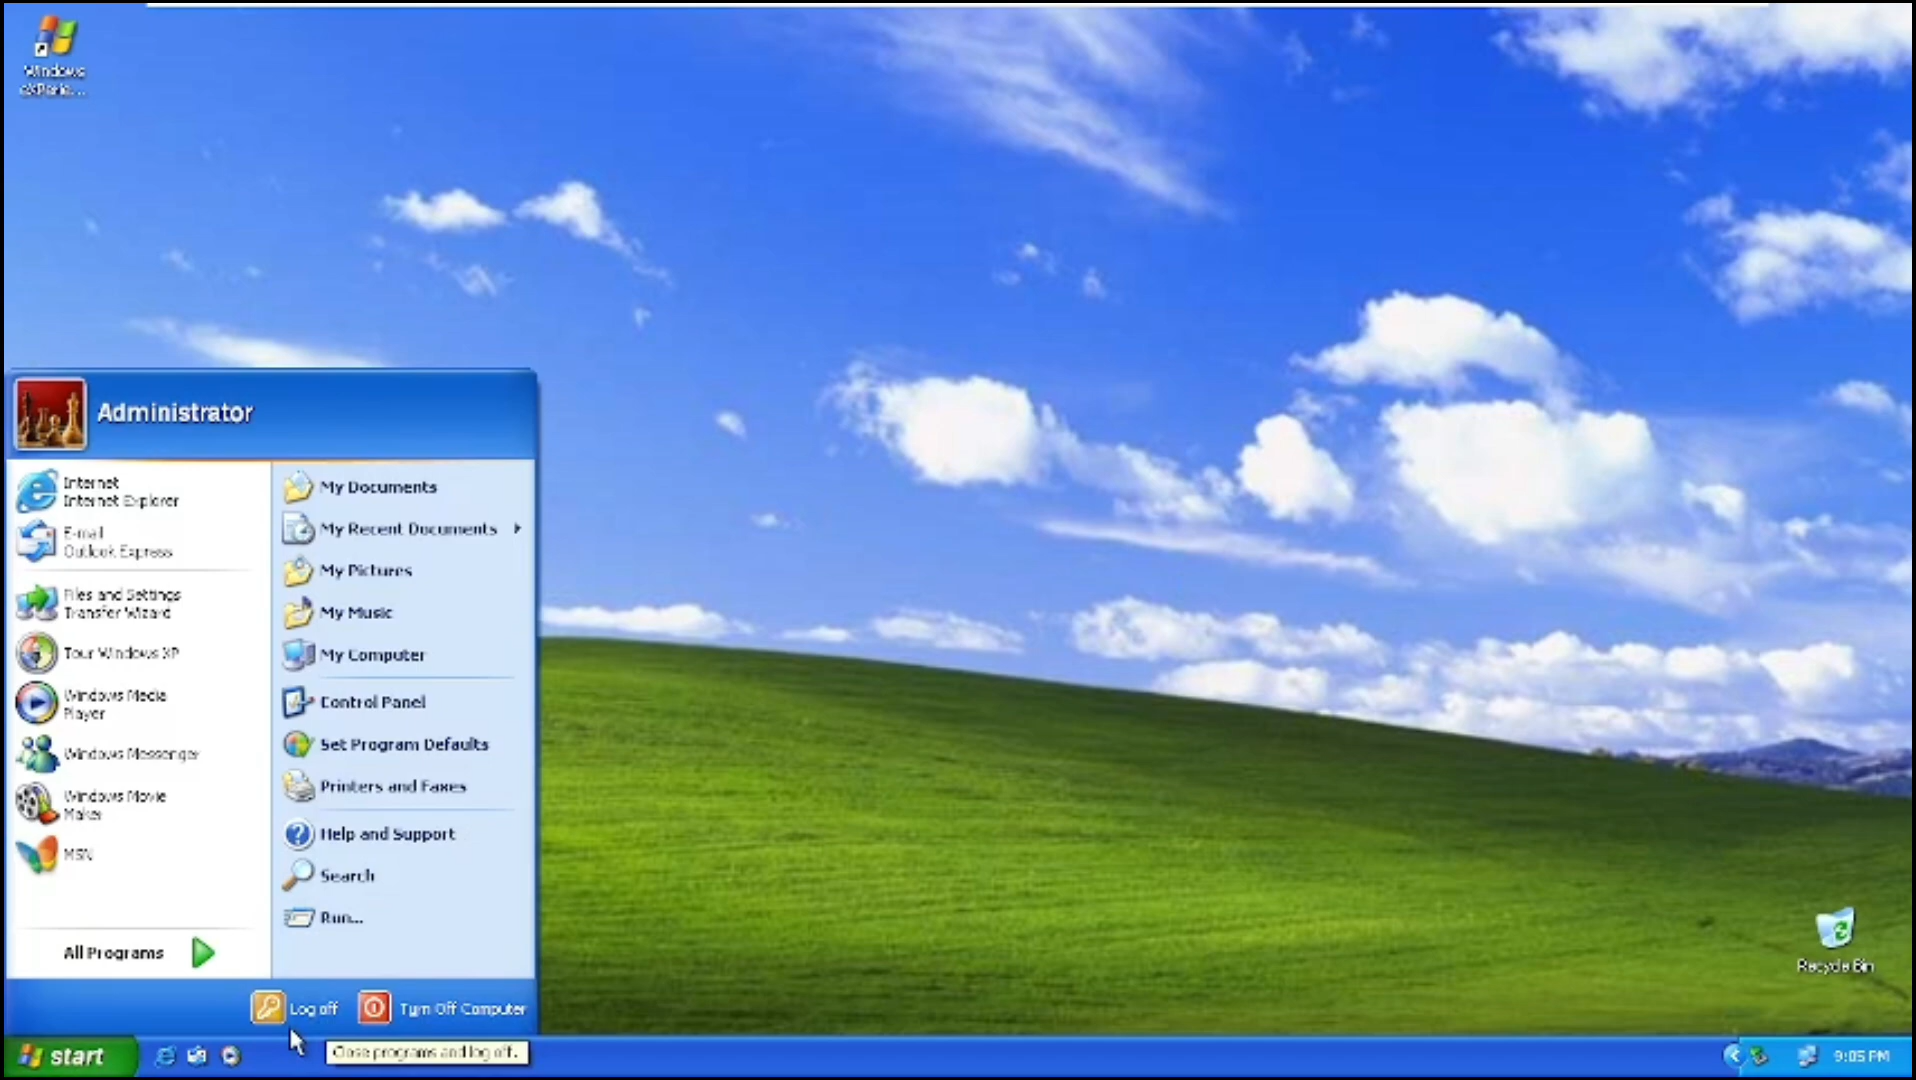 Windows
eXPerie...
Administrator
Internet
Internet Explorer
E-mail
Outlook Express
Files and Settings
Transfer Wizard
Tour Windows XP
Windows Media
Player
Windows Messenger
Windows Movie
Maker
MSN
All Programs
My Documents
My Recent Documents
My Pictures
My Music
My Computer
Control Panel
Set Program Defaults
Printers and Faxes
Help and Support
Search
Run...
Log off
Turn Off Computer
Close programs and log off.
Recycle Bin
start
9:05 PM